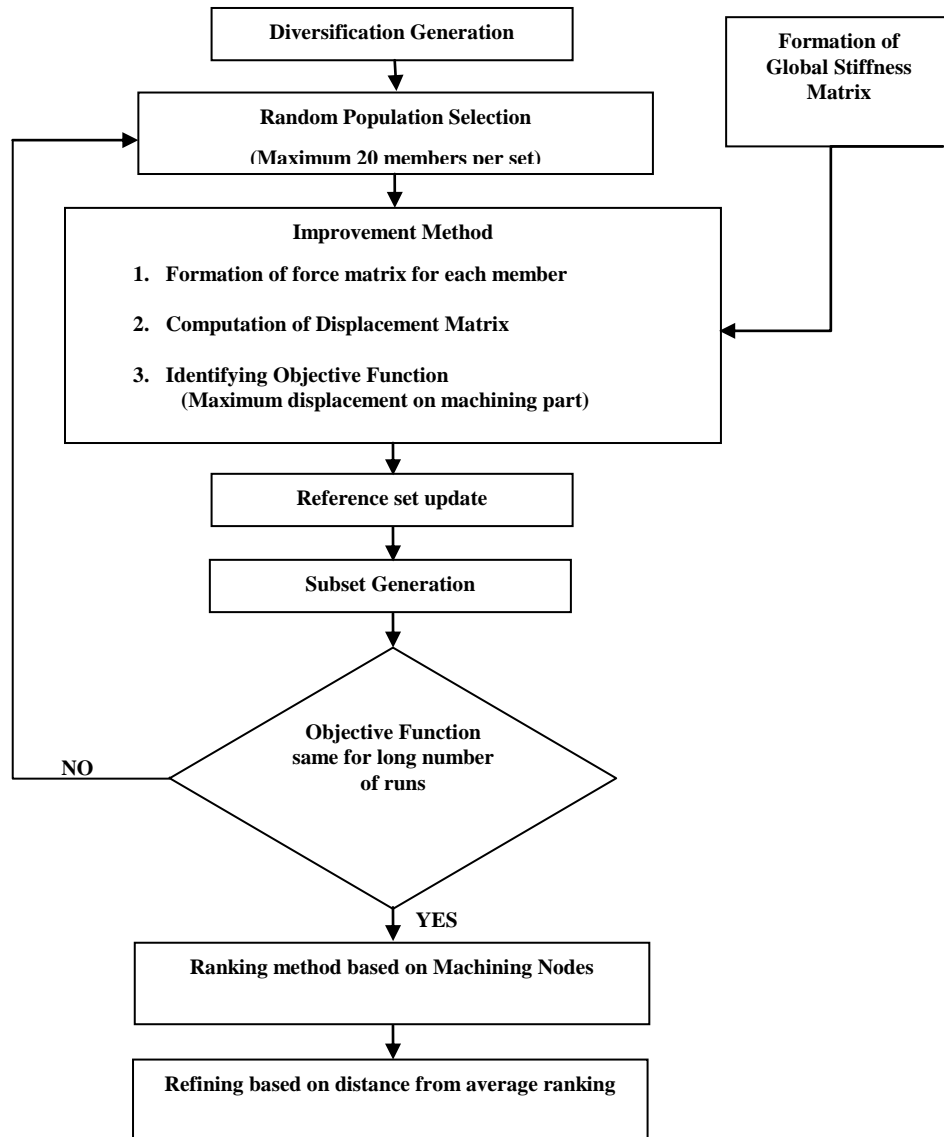 Diversification Generation
Formation of
Global Stiffness
Matrix
Random Population Selection
(Maximum 20 members per set)
Improvement Method
1. Formation of force matrix for each member
2. Computation of Displacement Matrix
3. Identifying Objective Function
(Maximum displacement on machining part)
Reference set update
Subset Generation
Objective Function
same for long number
of runs
NO
YES
Ranking method based on Machining Nodes
Refining based on distance from average ranking